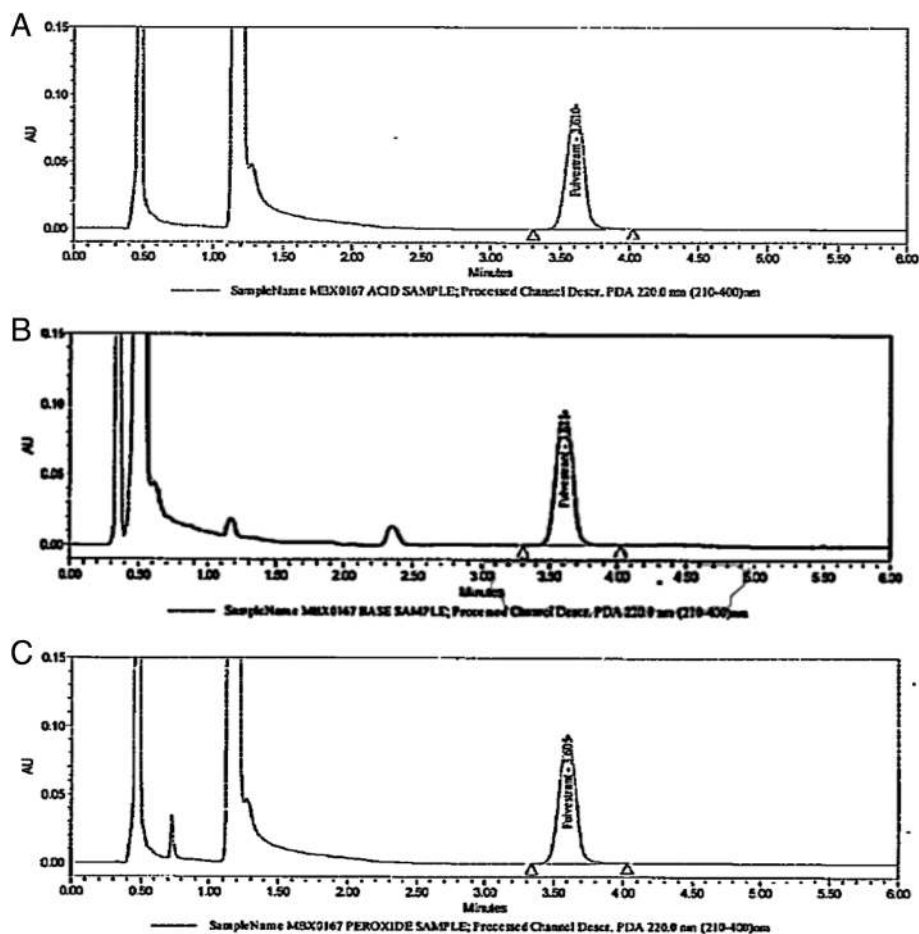 A
0.15
0.10
AU
0.05
0.00
0.00 0.50 1.00 1.50 2.00 2.50 3.00 3.50 4.00 4.50 5.00 5.50 6.00
Fulvestrant - 3.610
Minutes
SampleName MBX0167 ACID SAMPLE; Processed Channel Descr. PDA 220.0 nm (210-400)nm
B
0.15
0.10
AU
0.05
0.00
0.00 0.50 1.00 1.50 2.00 2.50 3.00 3.50 4.00 4.50 5.00 5.50 6.00
Fulvestrant -
Minutes
SampleName MBX0167 BASE SAMPLE; Processed Channel Descr. PDA 220.0 nm (210-400)nm
C
0.15
0.10
AU
0.05
0.00
0.00 0.50 1.00 1.50 2.00 2.50 3.00 3.50 4.00 4.50 5.00 5.50 6.00
Fulvestrant - 3.605
Minutes
SampleName MBX0167 PEROXIDE SAMPLE; Processed Channel Descr. PDA 220.0 nm (210-400)nm